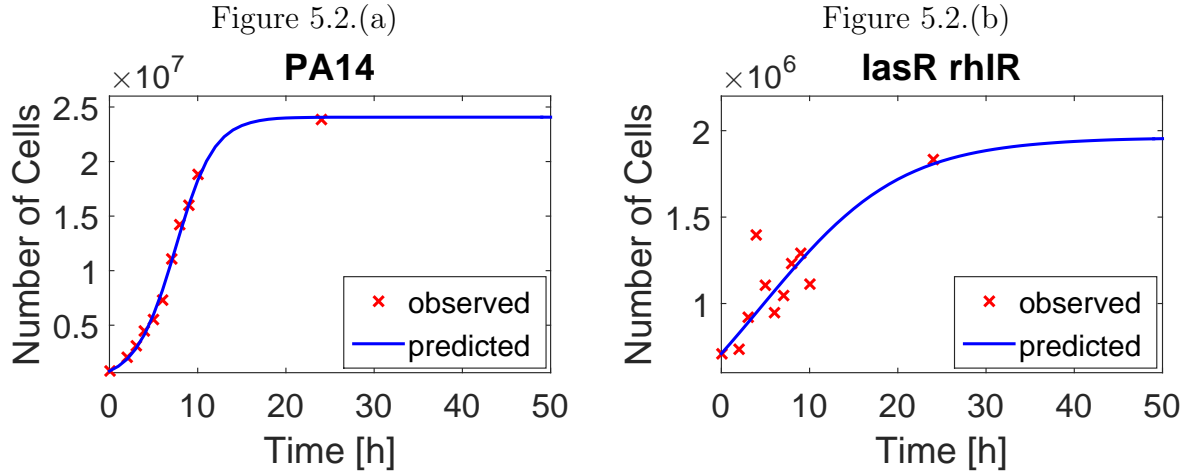 Figure 5.2.(a)
PA14
×10^7
2.5
2
1.5
1
0.5
Number of Cells
observed
predicted
0
10
20
30
40
50
Time [h]
Figure 5.2.(b)
lasR rhlR
×10^6
2
1.5
1
Number of Cells
observed
predicted
0
10
20
30
40
50
Time [h]